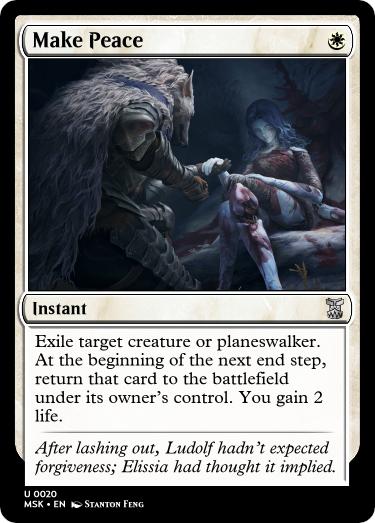 Make Peace
Instant
Exile target creature or planeswalker.
At the beginning of the next end step,
return that card to the battlefield
under its owner's control. You gain 2
life.
After lashing out, Ludolf hadn't expected
forgiveness; Elissia had thought it implied.
U 0020
MSK • EN Stanton Feng